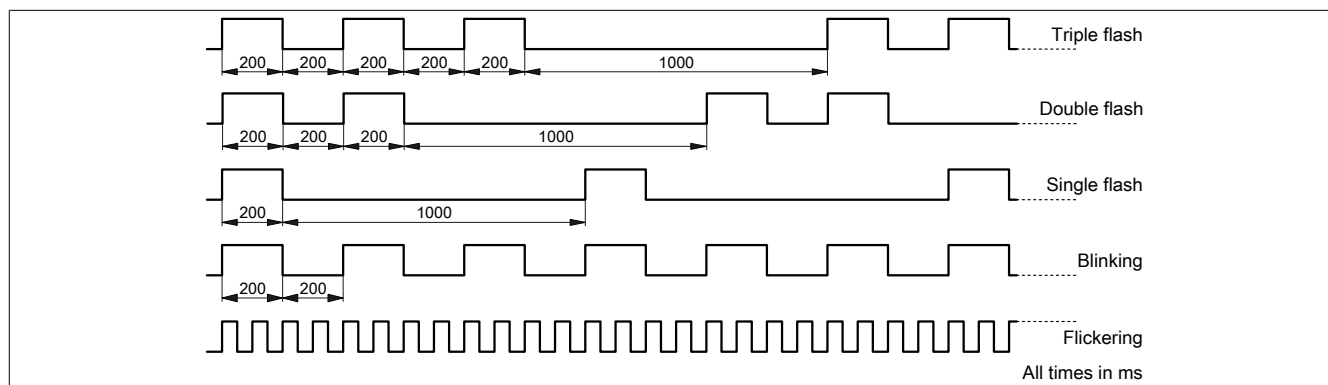 Triple flash
200 200 200 200 200 1000
Double flash
200 200 200 1000
Single flash
200 1000
Blinking
200 200
Flickering
All times in ms